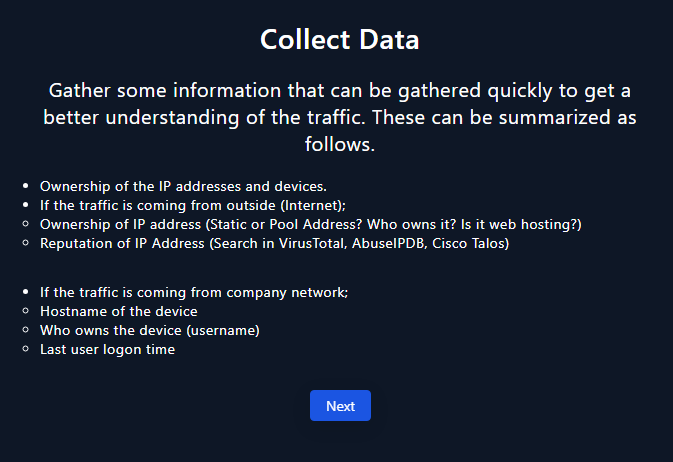 Collect Data
Gather some information that can be gathered quickly to get a
better understanding of the traffic. These can be summarized as
follows.
Ownership of the IP addresses and devices.
If the traffic is coming from outside (Internet);
Ownership of IP address (Static or Pool Address? Who owns it? Is it web hosting?)
Reputation of IP Address (Search in VirusTotal, AbuseIPDB, Cisco Talos)
If the traffic is coming from company network;
Hostname of the device
Who owns the device (username)
Last user logon time
Next